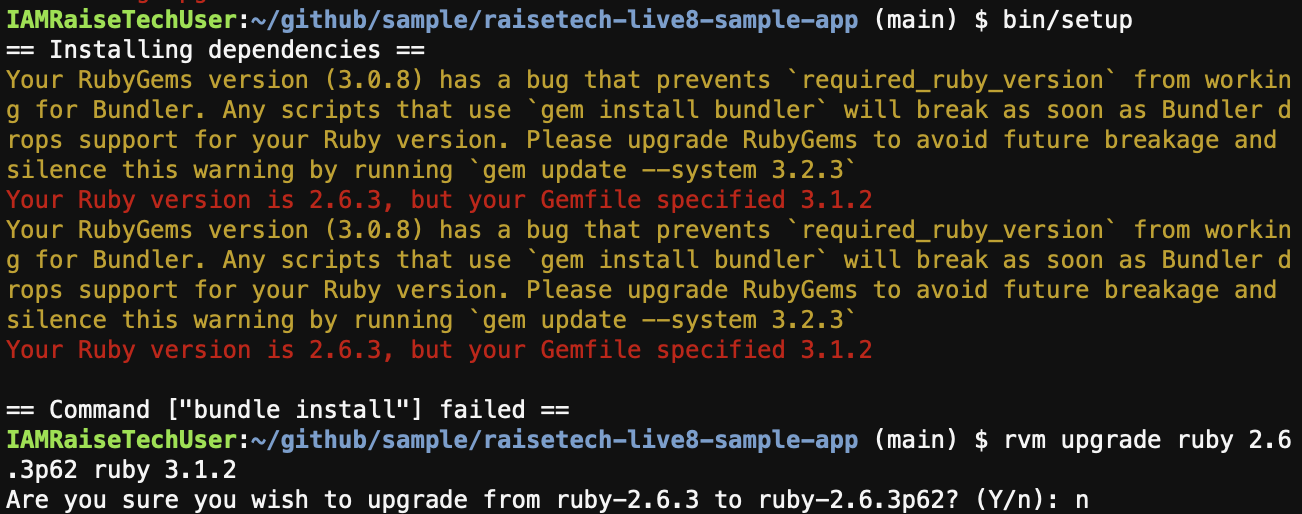 IAMRaiseTechUser:~/github/sample/raisetech-live8-sample-app (main) $ bin/setup
== Installing dependencies ==
Your RubyGems version (3.0.8) has a bug that prevents `required_ruby_version` from workin
g for Bundler. Any scripts that use `gem install bundler` will break as soon as Bundler d
rops support for your Ruby version. Please upgrade RubyGems to avoid future breakage and
silence this warning by running `gem update --system 3.2.3`
Your Ruby version is 2.6.3, but your Gemfile specified 3.1.2
Your RubyGems version (3.0.8) has a bug that prevents `required_ruby_version` from workin
g for Bundler. Any scripts that use `gem install bundler` will break as soon as Bundler d
rops support for your Ruby version. Please upgrade RubyGems to avoid future breakage and
silence this warning by running `gem update --system 3.2.3`
Your Ruby version is 2.6.3, but your Gemfile specified 3.1.2

== Command ["bundle install"] failed ==
IAMRaiseTechUser:~/github/sample/raisetech-live8-sample-app (main) $ rvm upgrade ruby 2.6
.3p62 ruby 3.1.2
Are you sure you wish to upgrade from ruby-2.6.3 to ruby-2.6.3p62? (Y/n): n